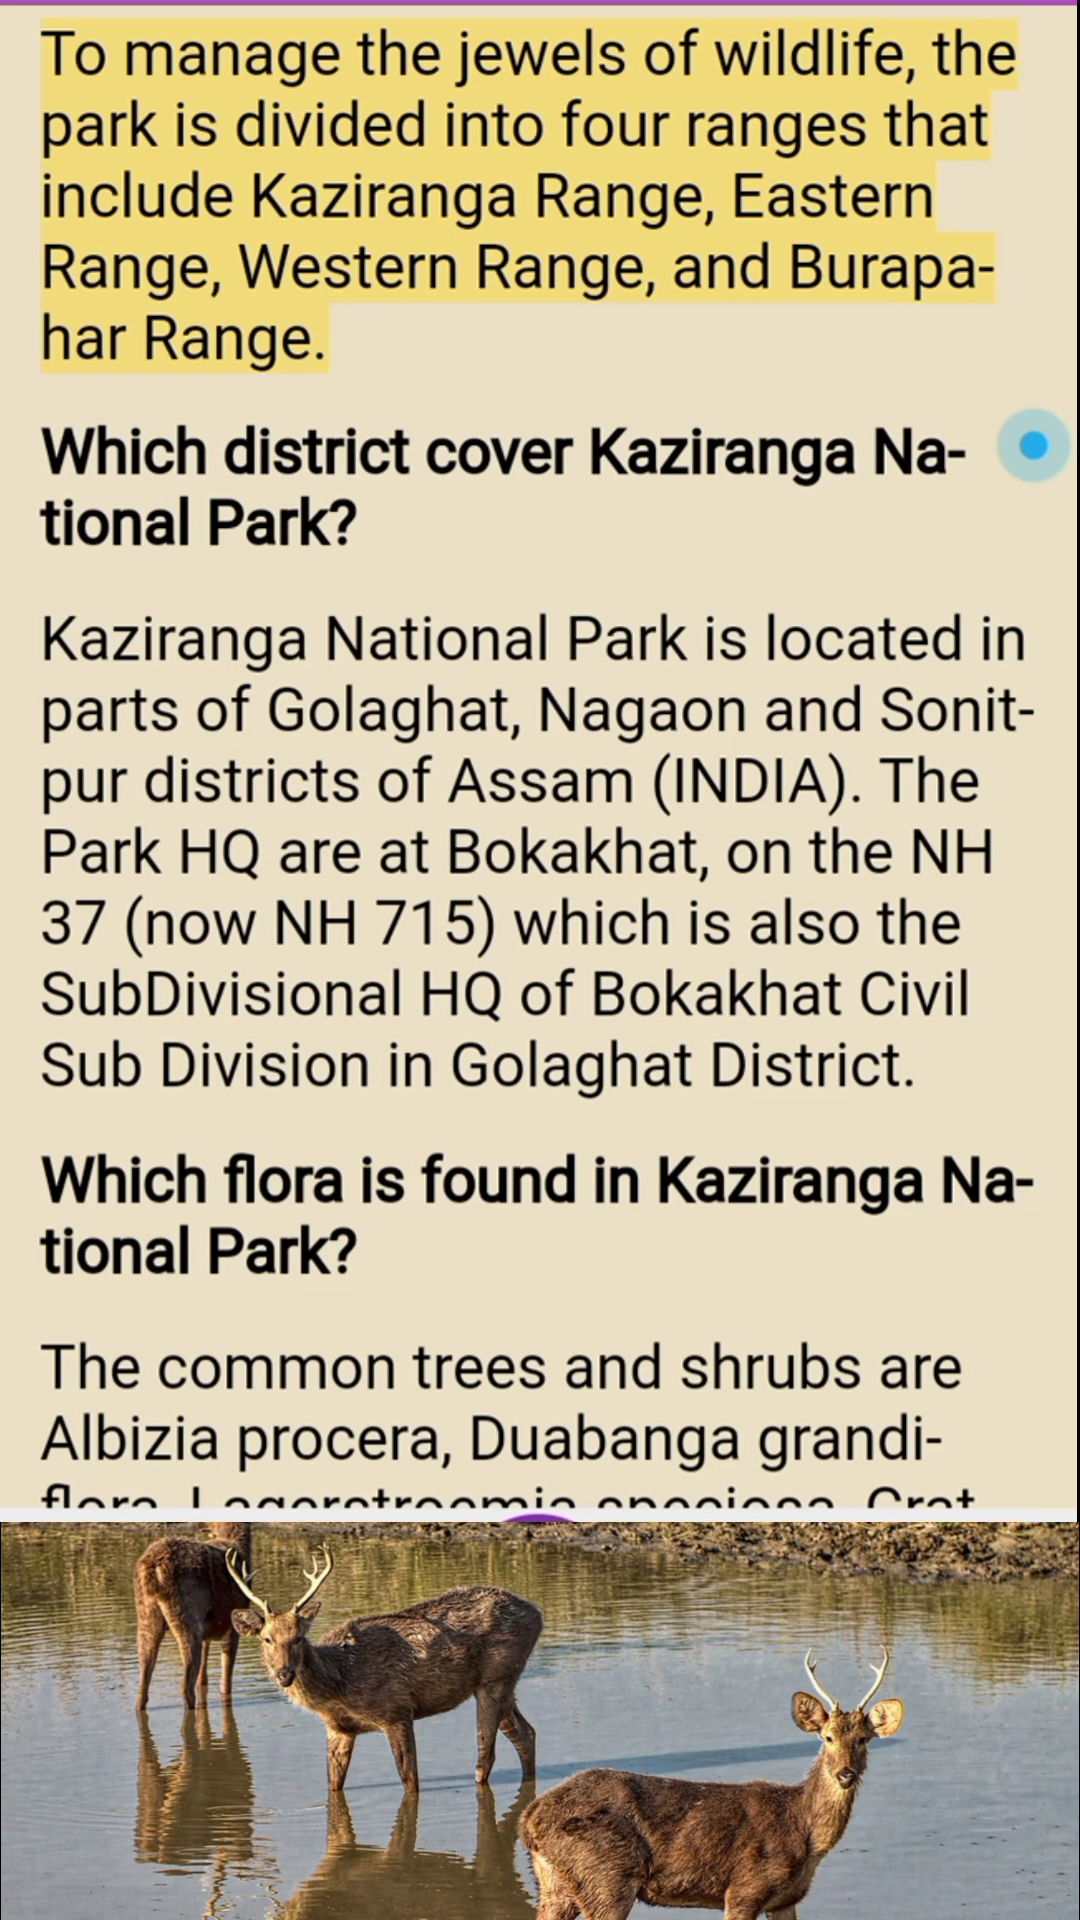 To manage the jewels of wildlife, the
park is divided into four ranges that
include Kaziranga Range, Eastern
Range, Western Range, and Burapa-
har Range.
Which district cover Kaziranga Na-
tional Park?
Kaziranga National Park is located in
parts of Golaghat, Nagaon and Sonit-
pur districts of Assam (INDIA). The
Park HQ are at Bokakhat, on the NH
37 (now NH 715) which is also the
SubDivisional HQ of Bokakhat Civil
Sub Division in Golaghat District.
Which flora is found in Kaziranga Na-
tional Park?
The common trees and shrubs are
Albizia procera, Duabanga grandi-
flora, Lagerstroemia speciosa, Crat